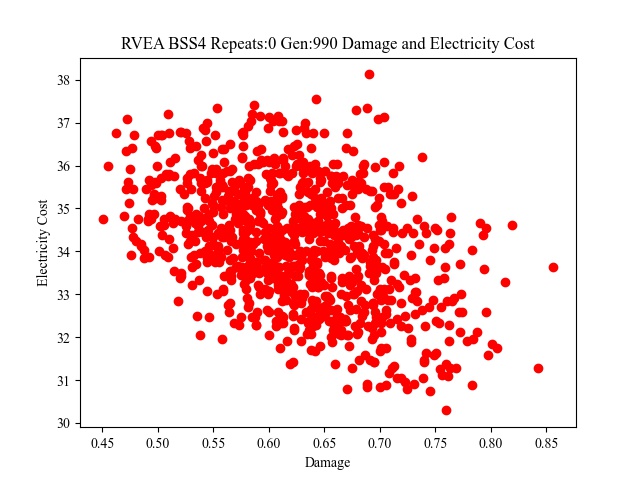 RVEA BSS4 Repeats:0 Gen:990 Damage and Electricity Cost
38
37
36
35
34
33
32
31
30
Electricity Cost
0.45 0.50 0.55 0.60 0.65 0.70 0.75 0.80 0.85
Damage